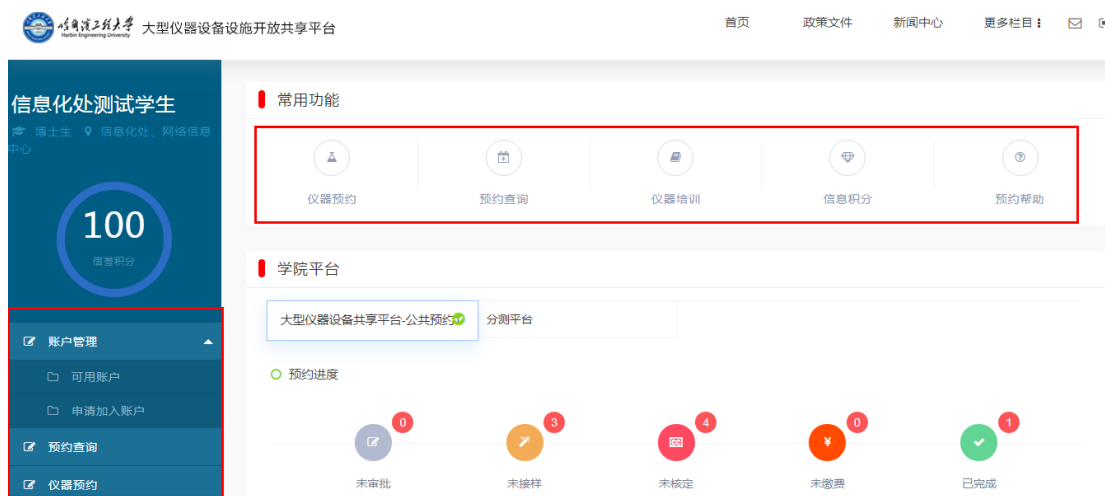 哈尔滨工程大学 大型仪器设备设施开放共享平台
Harbin Engineering University
首页 政策文件 新闻中心 更多栏目
信息化处测试学生
博士生 信息化处、网络信息
中心
100
信誉积分
账户管理
可用账户
申请加入账户
预约查询
仪器预约
常用功能
仪器预约 预约查询 仪器培训 信息积分 预约帮助
学院平台
大型仪器设备共享平台-公共预约 分测平台
预约进度
0 3 4 0 1
未审批 未接样 未核定 未缴费 已完成